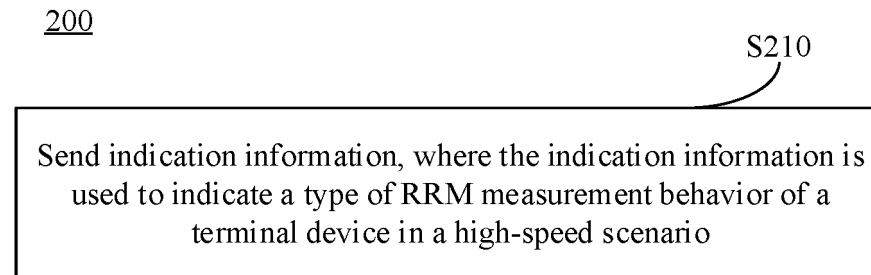 200
S210
Send indication information, where the indication information is
used to indicate a type of RRM measurement behavior of a
terminal device in a high-speed scenario